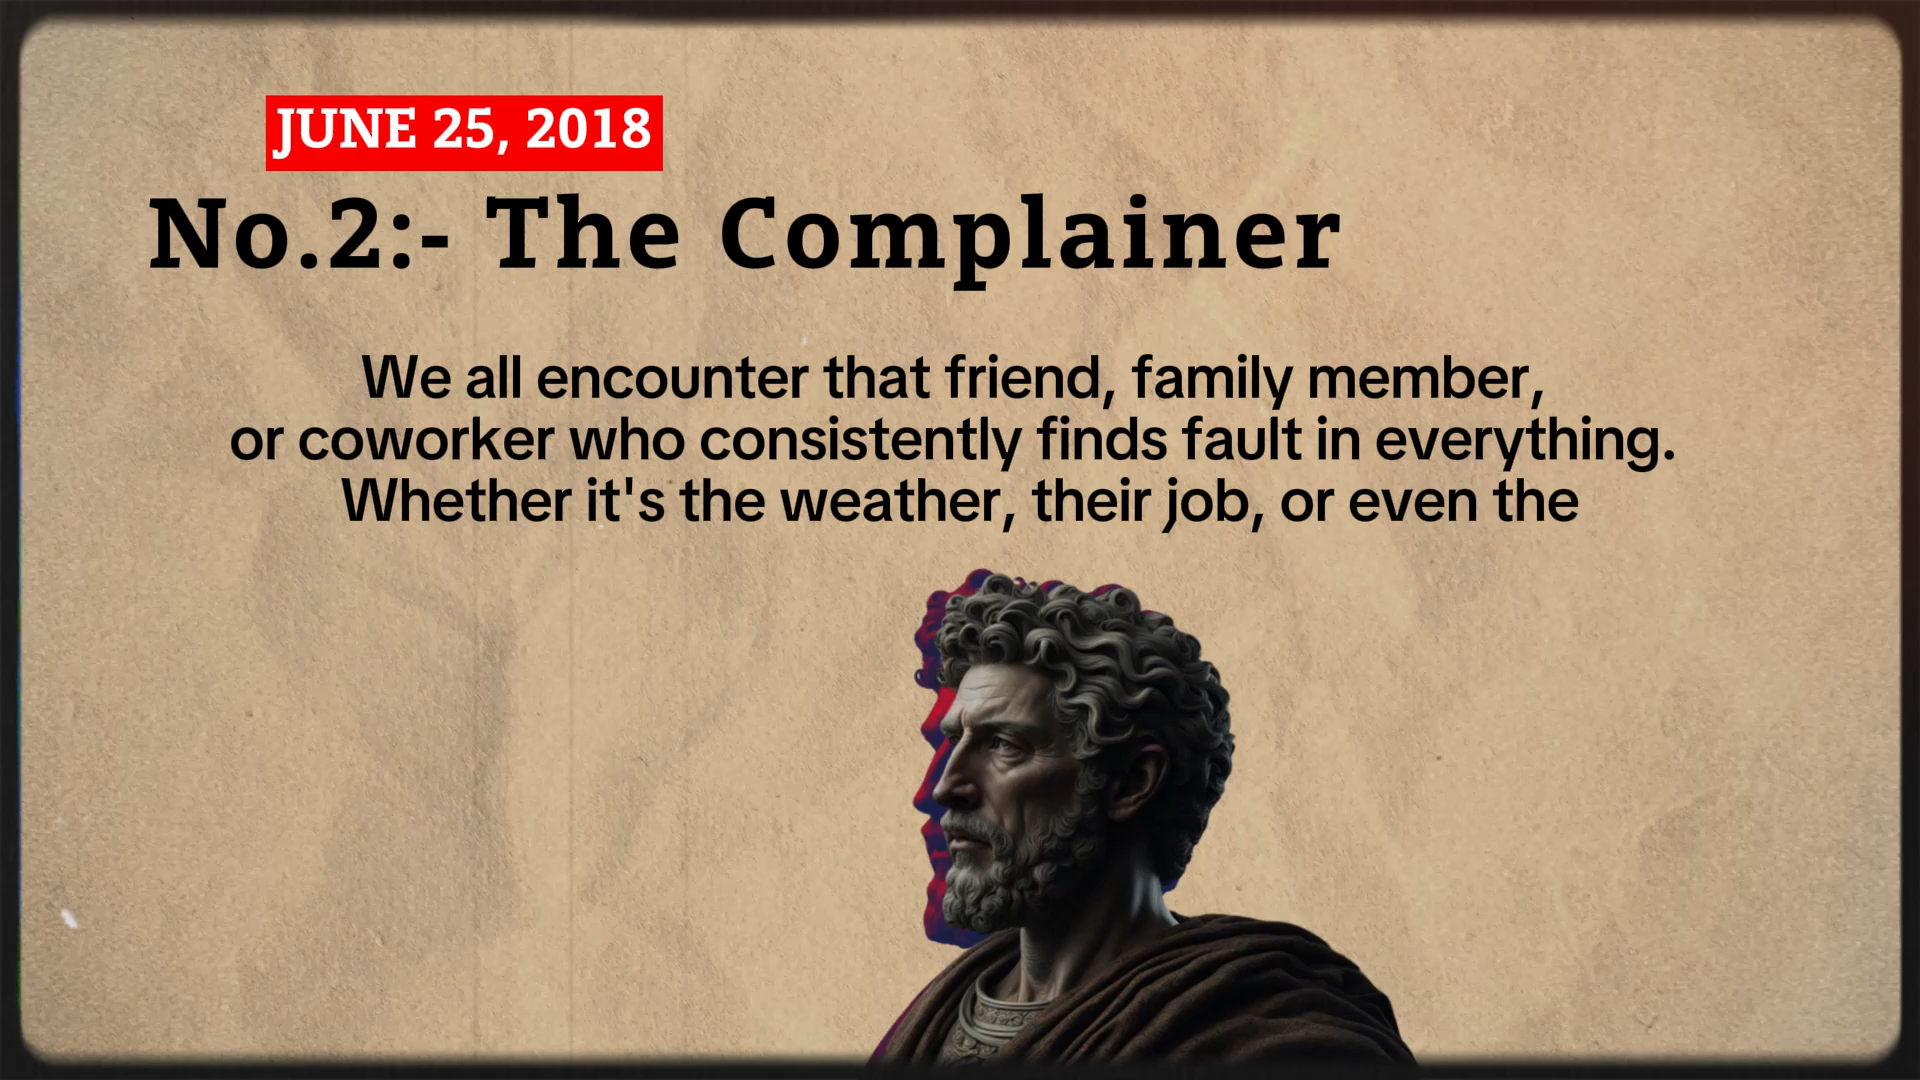 JUNE 25, 2018
No.2:- The Complainer
We all encounter that friend, family member,
or coworker who consistently finds fault in everything.
Whether it's the weather, their job, or even the